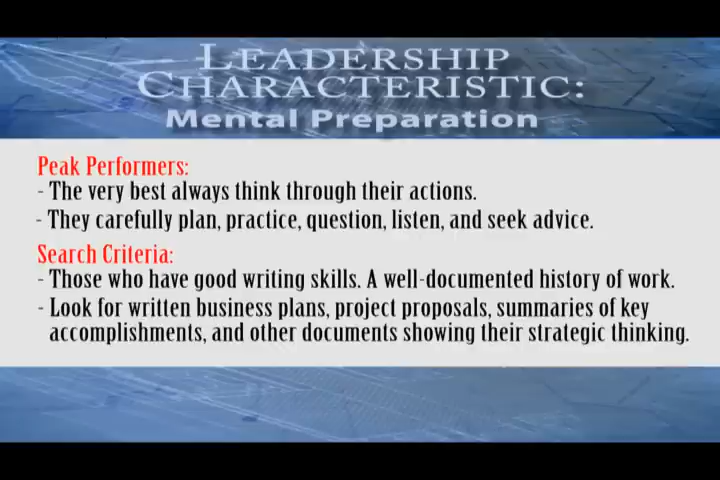 LEADERSHIP
CHARACTERISTIC:
Mental Preparation
Peak Performers:
- The very best always think through their actions.
- They carefully plan, practice, question, listen, and seek advice.
Search Criteria:
- Those who have good writing skills. A well-documented history of work.
- Look for written business plans, project proposals, summaries of key
accomplishments, and other documents showing their strategic thinking.